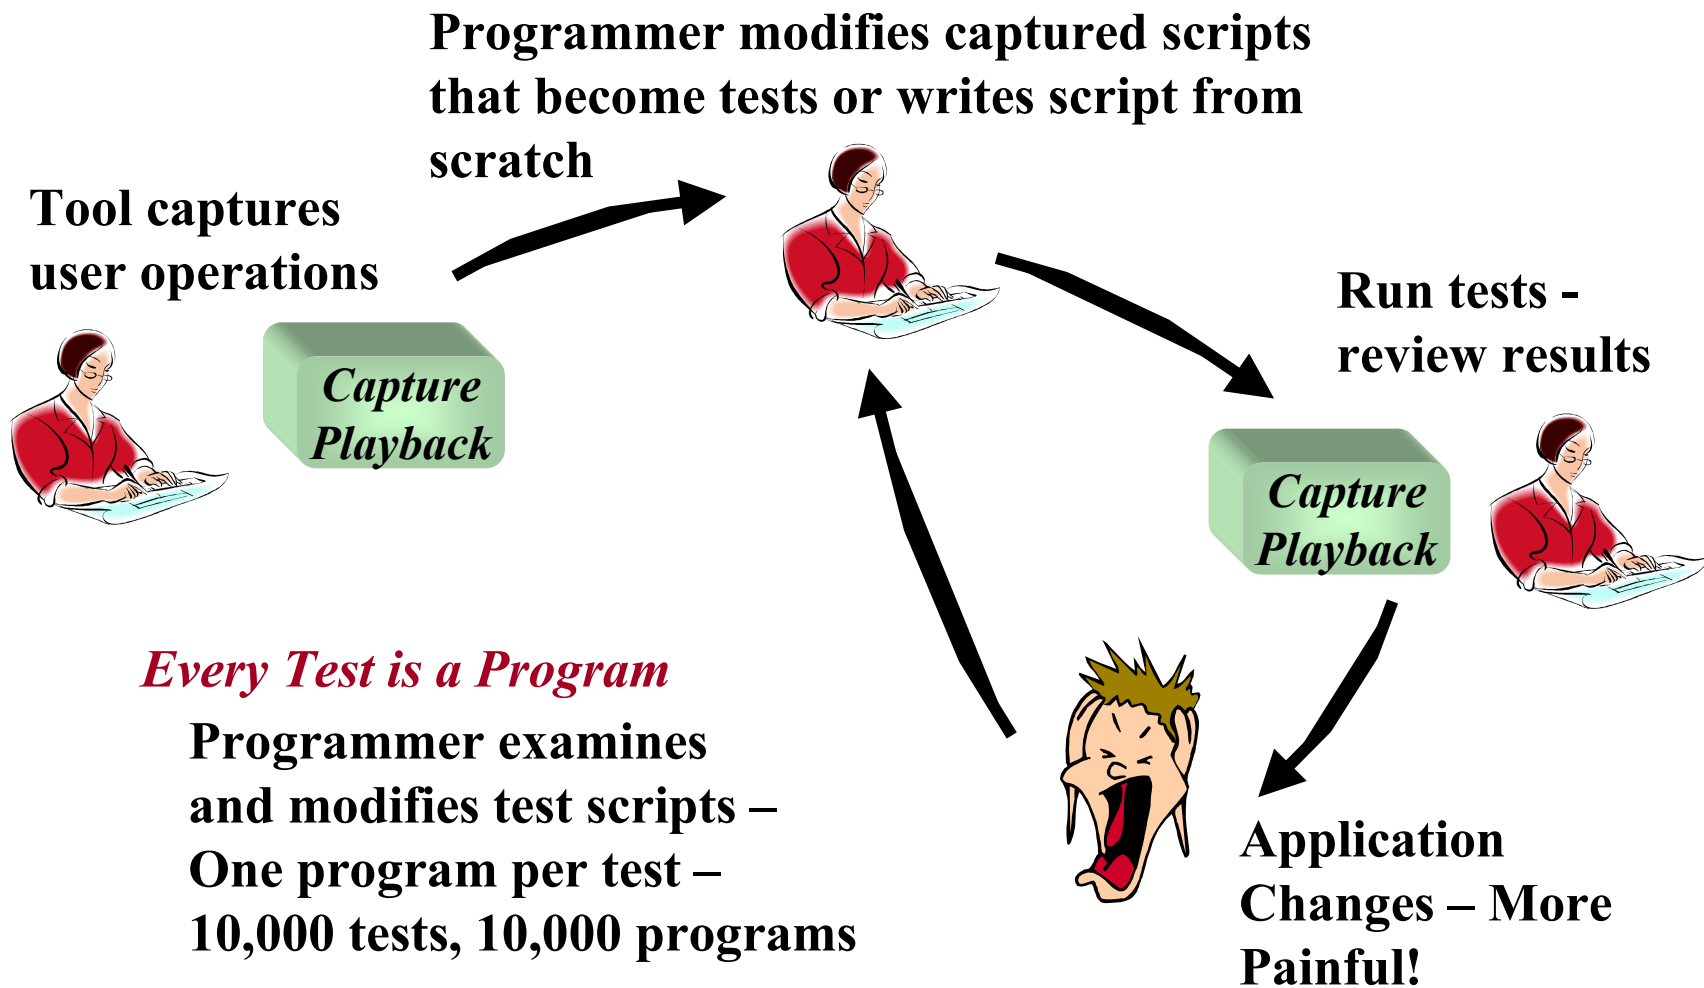 Programmer modifies captured scripts
that become tests or writes script from
scratch
Tool captures
user operations
Capture
Playback
Run tests -
review results
Capture
Playback
Application
Changes – More
Painful!
Every Test is a Program
Programmer examines
and modifies test scripts –
One program per test –
10,000 tests, 10,000 programs